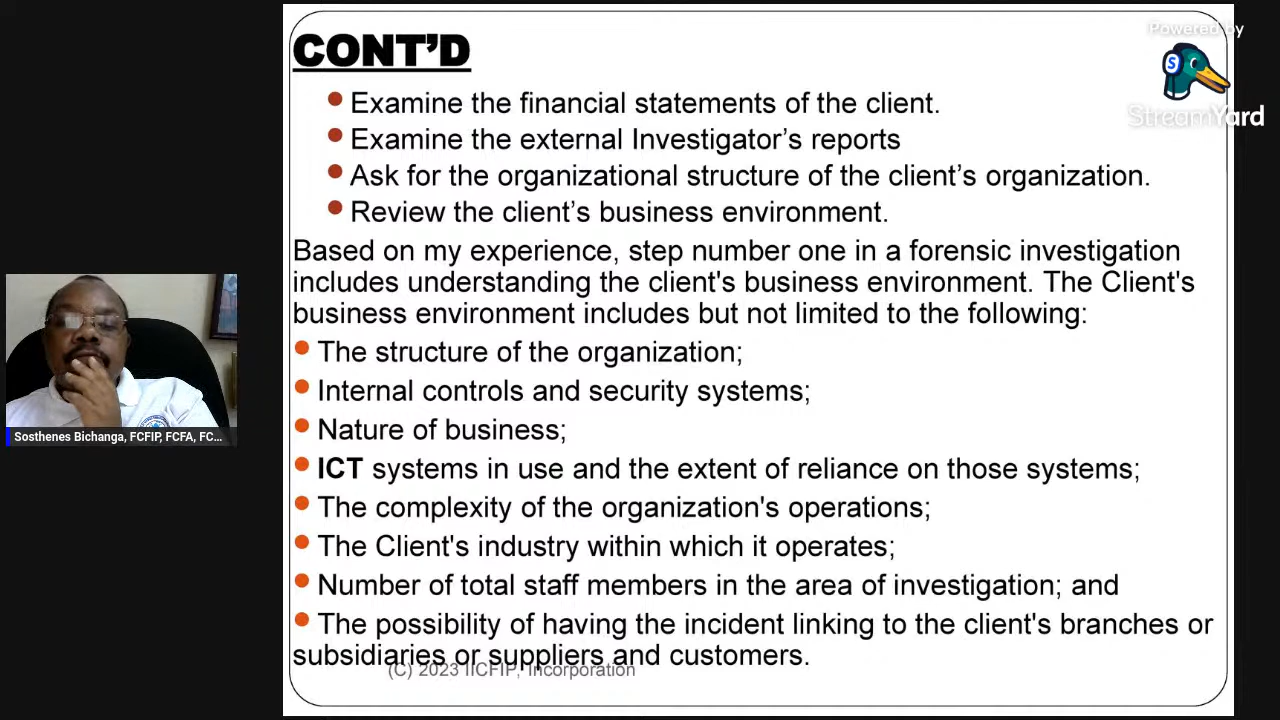 CONT'D
Powered by
S
StreamYard
Examine the financial statements of the client.
Examine the external Investigator's reports
Ask for the organizational structure of the client's organization.
Review the client's business environment.
Based on my experience, step number one in a forensic investigation
includes understanding the client's business environment. The Client's
business environment includes but not limited to the following:
The structure of the organization;
Internal controls and security systems;
Nature of business;
ICT systems in use and the extent of reliance on those systems;
The complexity of the organization's operations;
The Client's industry within which it operates;
Number of total staff members in the area of investigation; and
The possibility of having the incident linking to the client's branches or
subsidiaries or suppliers and customers.
(C) 2023 IICFIP, Incorporation
Sosthenes Bichanga, FCFIP, FCFA, FC...